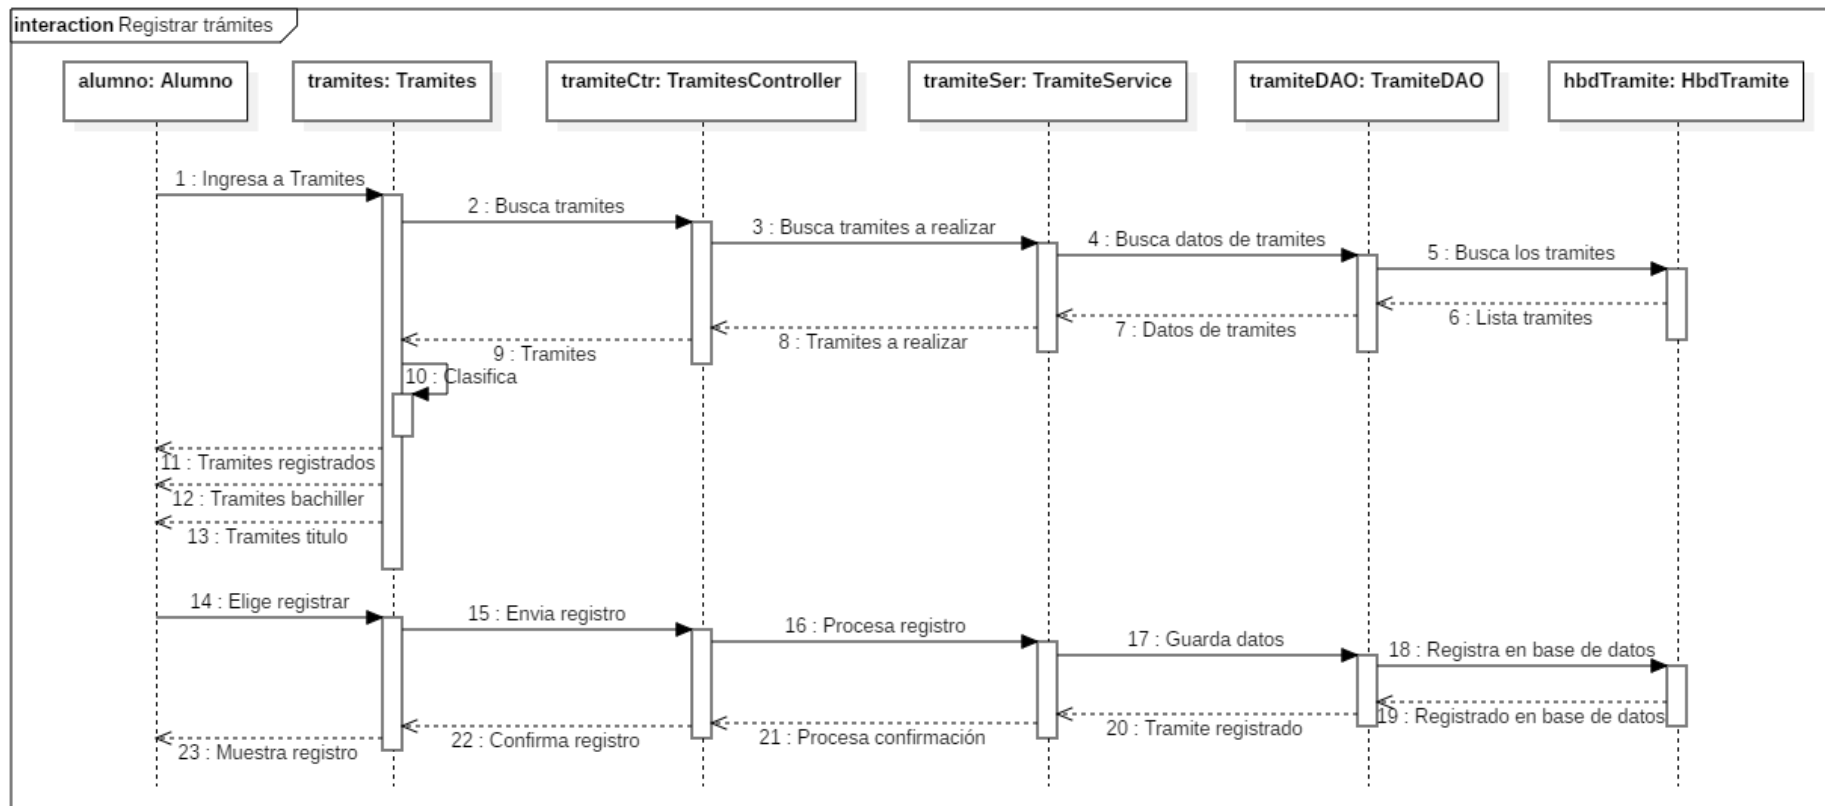 interaction Registrar trámites
alumno: Alumno
tramites: Tramites
tramiteCtr: TramitesController
tramiteSer: TramiteService
tramiteDAO: TramiteDAO
hbdTramite: HbdTramite
1 : Ingresa a Tramites
2 : Busca tramites
3 : Busca tramites a realizar
4 : Busca datos de tramites
5 : Busca los tramites
6 : Lista tramites
7 : Datos de tramites
8 : Tramites a realizar
9 : Tramites
10 : Clasifica
11 : Tramites registrados
12 : Tramites bachiller
13 : Tramites titulo
14 : Elige registrar
15 : Envia registro
16 : Procesa registro
17 : Guarda datos
18 : Registra en base de datos
19 : Registrado en base de datos
20 : Tramite registrado
21 : Procesa confirmación
22 : Confirma registro
23 : Muestra registro